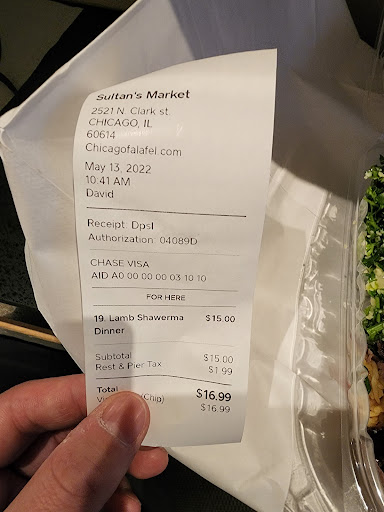 Sultan's Market
2521 N. Clark st.
CHICAGO, IL
60614
Chicagofalafel.com
May 13, 2022
10:41 AM
David
Receipt: Dpsl
Authorization: 04089D
CHASE VISA
AID A0 00 00 00 03 10 10
FOR HERE
19. Lamb Shawerma $15.00
Dinner
Subtotal $15.00
Rest & Pier Tax $1.99
Total $16.99
(Chip) $16.99